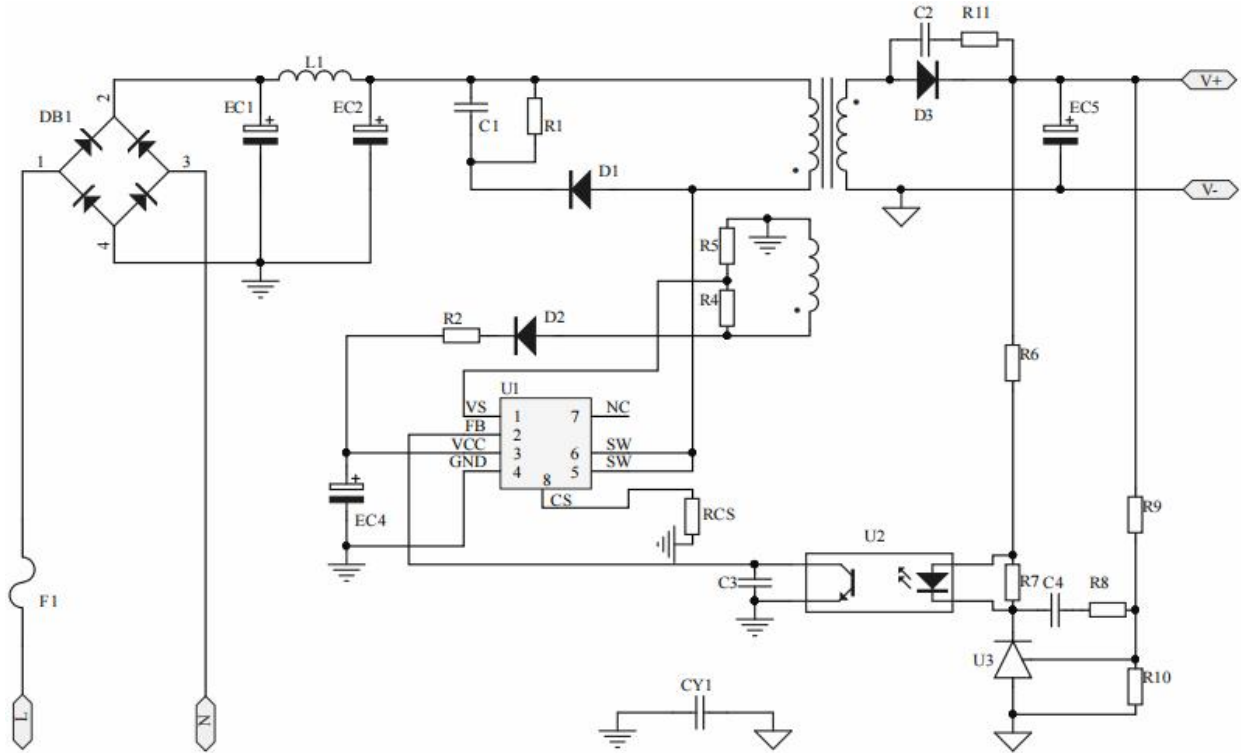 C2
R11
L1
V+
2
EC1
EC2
C1
R1
D3
EC5
DB1
1
3
D1
V-
4
R5
R4
R2
D2
R6
U1
VS
1
7
NC
FB
2
VCC
3
6
SW
GND
4
5
SW
8
CS
EC4
RCS
R9
U2
C3
R7
C4
R8
F1
U3
R10
CY1
L
N